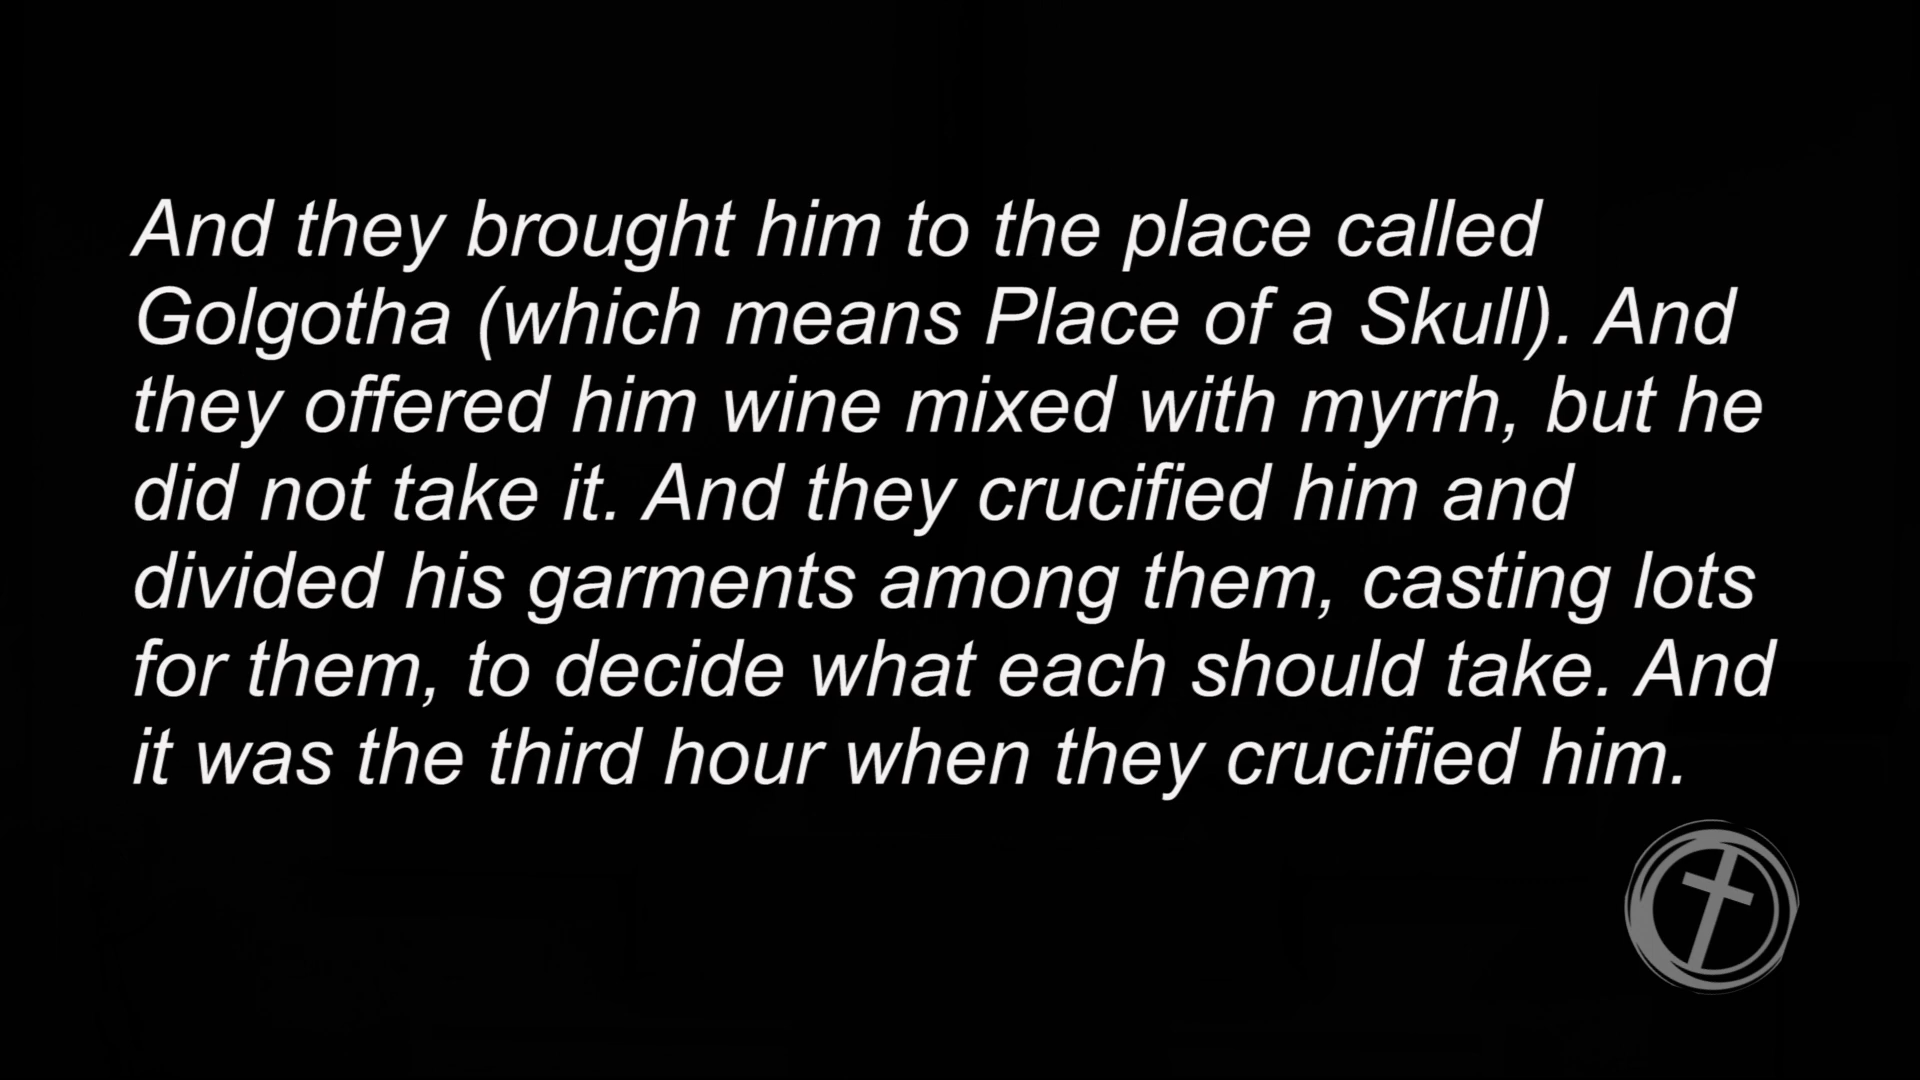 And they brought him to the place called
Golgotha (which means Place of a Skull). And
they offered him wine mixed with myrrh, but he
did not take it. And they crucified him and
divided his garments among them, casting lots
for them, to decide what each should take. And
it was the third hour when they crucified him.